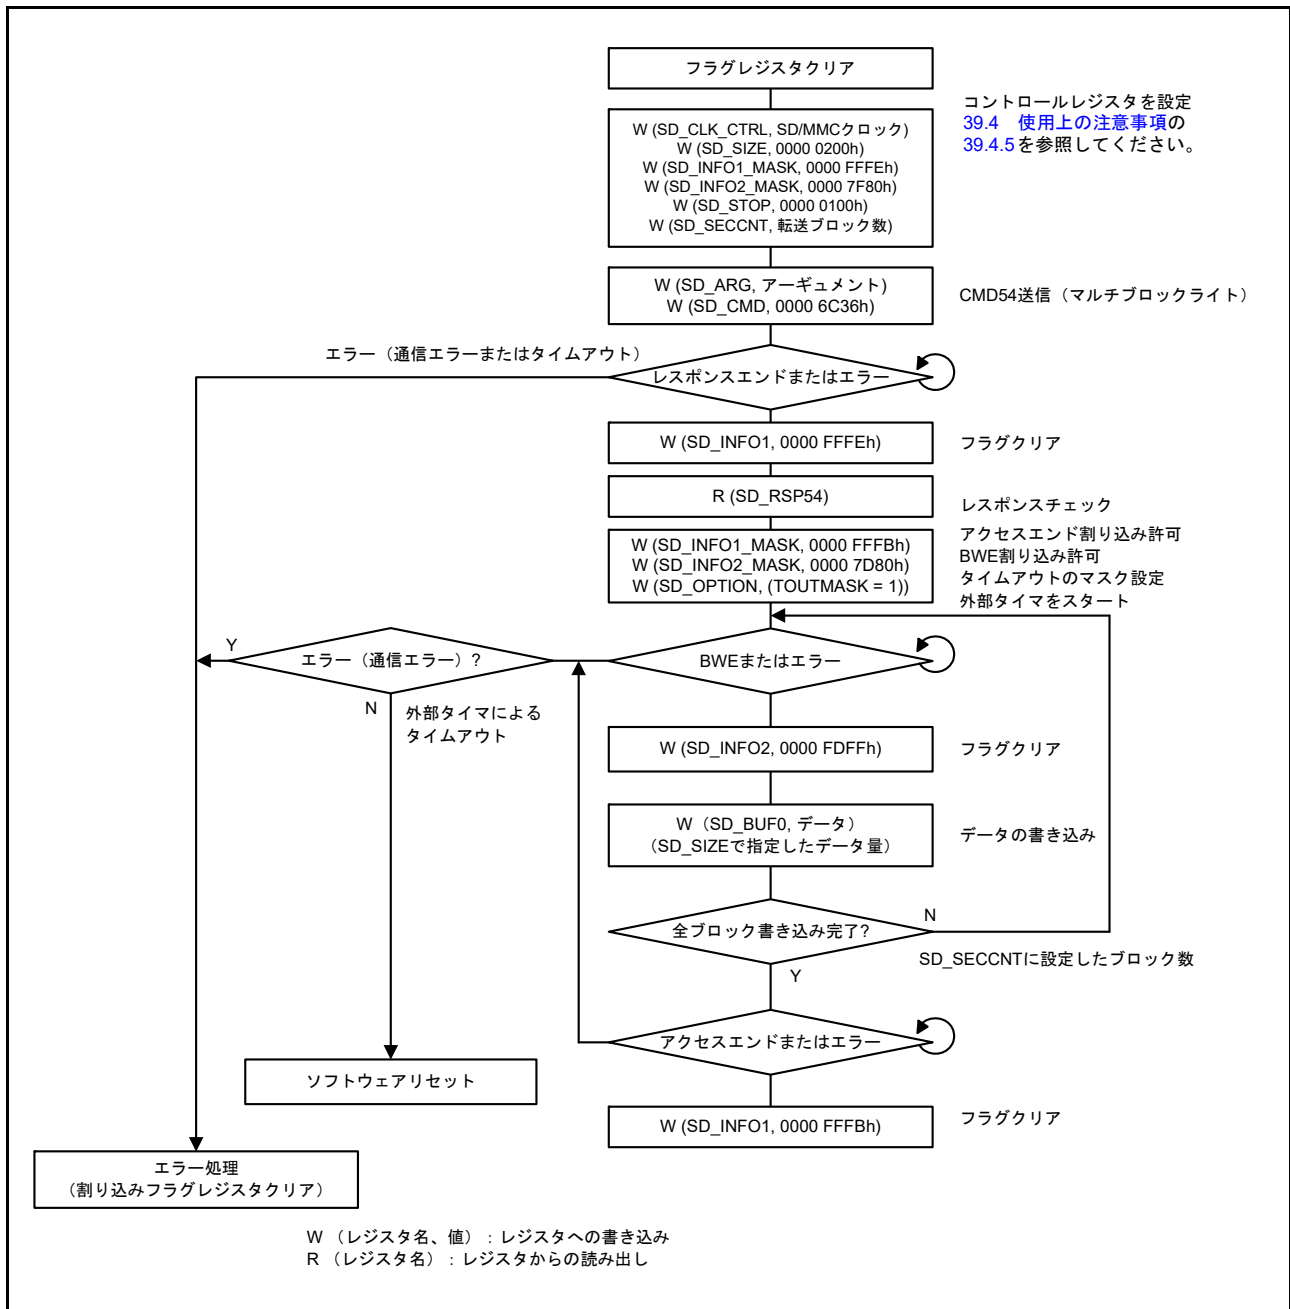 フラグレジスタクリア
コントロールレジスタを設定
39.4 使用上の注意事項の
39.4.5を参照してください。
W (SD_CLK_CTRL, SD/MMCクロック)
W (SD_SIZE, 0000 0200h)
W (SD_INFO1_MASK, 0000 FFFEh)
W (SD_INFO2_MASK, 0000 7F80h)
W (SD_STOP, 0000 0100h)
W (SD_SECCNT, 転送ブロック数)
W (SD_ARG, アーギュメント)
W (SD_CMD, 0000 6C36h)
CMD54送信（マルチブロックライト）
エラー（通信エラーまたはタイムアウト）
レスポンスエンドまたはエラー
W (SD_INFO1, 0000 FFFEh)
フラグクリア
R (SD_RSP54)
レスポンスチェック
W (SD_INFO1_MASK, 0000 FFFBh)
W (SD_INFO2_MASK, 0000 7D80h)
W (SD_OPTION, (TOUTMASK = 1))
アクセスエンド割り込み許可
BWE割り込み許可
タイムアウトのマスク設定
外部タイマをスタート
Y
エラー（通信エラー）?
BWEまたはエラー
N
外部タイマによる
タイムアウト
W (SD_INFO2, 0000 FDFFh)
フラグクリア
W（SD_BUF0, データ）
（SD_SIZEで指定したデータ量）
データの書き込み
全ブロック書き込み完了?
N
SD_SECCNTに設定したブロック数
Y
アクセスエンドまたはエラー
ソフトウェアリセット
W (SD_INFO1, 0000 FFFBh)
フラグクリア
エラー処理
（割り込みフラグレジスタクリア）
W （レジスタ名、値）：レジスタへの書き込み
R （レジスタ名）：レジスタからの読み出し